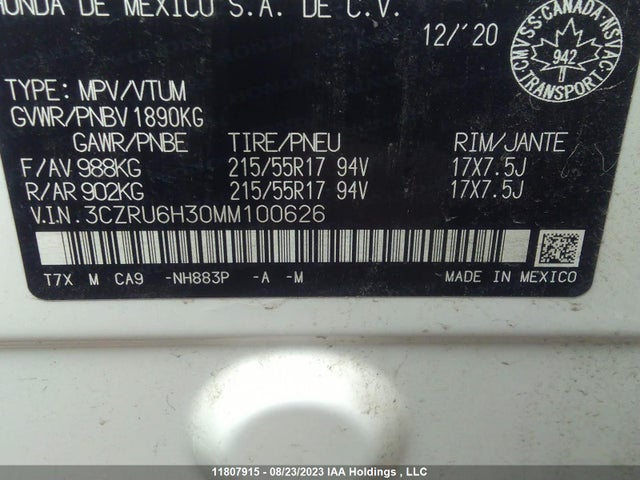 HONDA DE MEXICO S.A. DE C.V.
12/'20
CMVSS-CANADA-NSVAC
942
TRANSPORT
TYPE: MPV/VTUM
GVWR/PNBV 1890KG
GAWR/PNBE TIRE/PNEU RIM/JANTE
F/AV 988KG 215/55R17 94V 17X7.5J
R/AR 902KG 215/55R17 94V 17X7.5J
V.I.N. 3CZRU6H30MM100626
T7X M CA9 -NH883P -A -M MADE IN MEXICO
11807915 - 08/23/2023 IAA Holdings , LLC